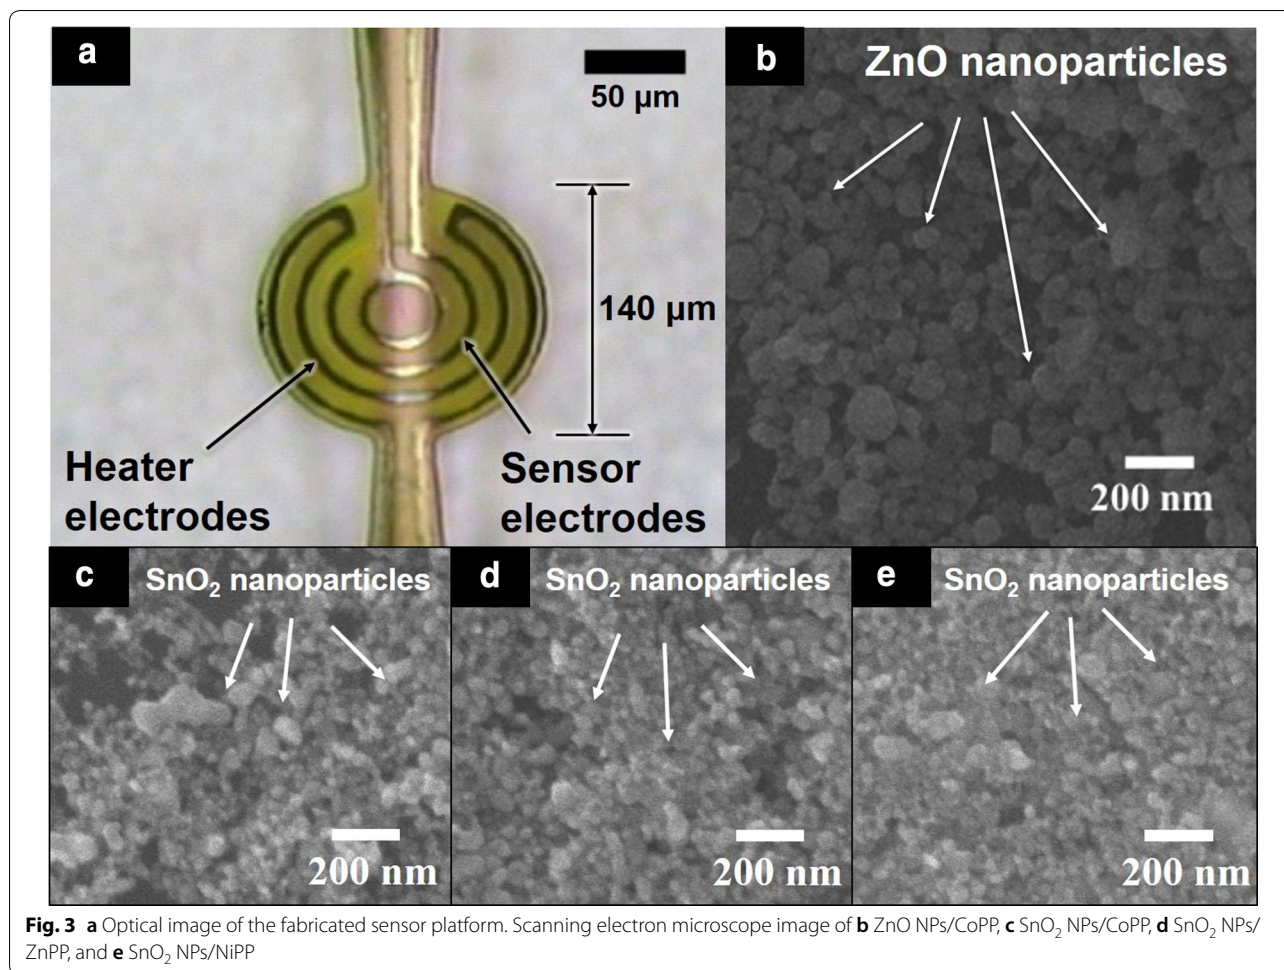 a
50 µm
140 µm
Heater
electrodes
Sensor
electrodes
b
ZnO nanoparticles
200 nm
c
SnO₂ nanoparticles
200 nm
d
SnO₂ nanoparticles
200 nm
e
SnO₂ nanoparticles
200 nm
Fig. 3 a Optical image of the fabricated sensor platform. Scanning electron microscope image of b ZnO NPs/CoPP, c SnO₂ NPs/CoPP, d SnO₂ NPs/
ZnPP, and e SnO₂ NPs/NiPP